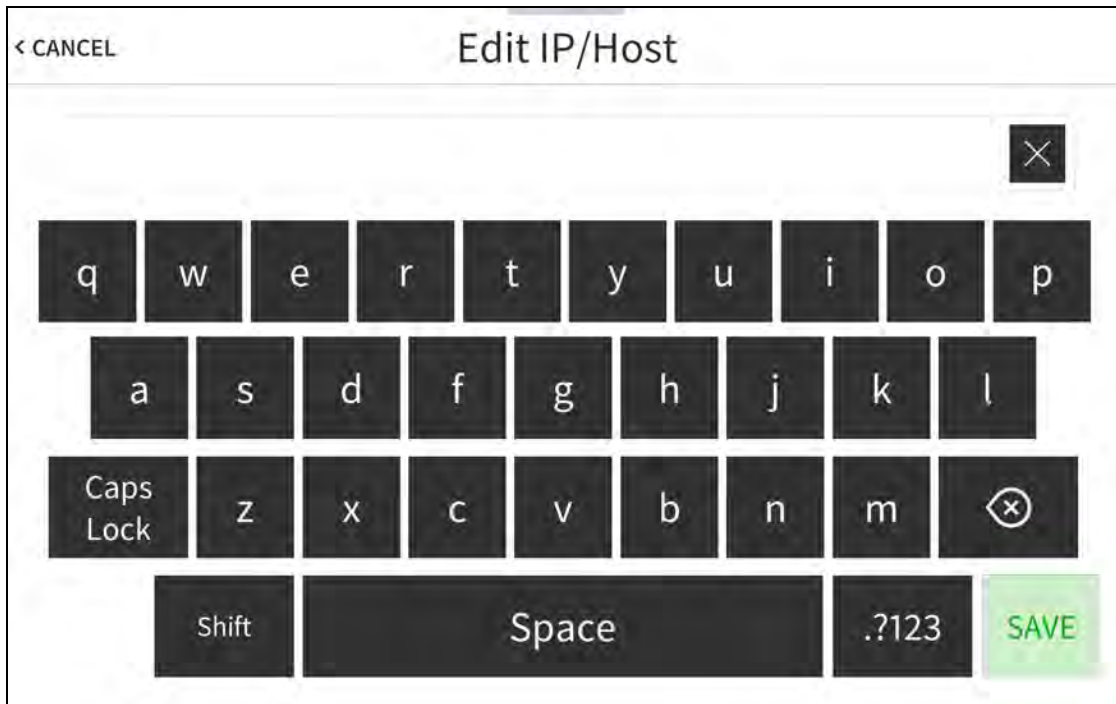 < CANCEL Edit IP/Host
q w e r t y u i o p
a s d f g h j k l
Caps
Lock z x c v b n m
Shift Space .?123 SAVE